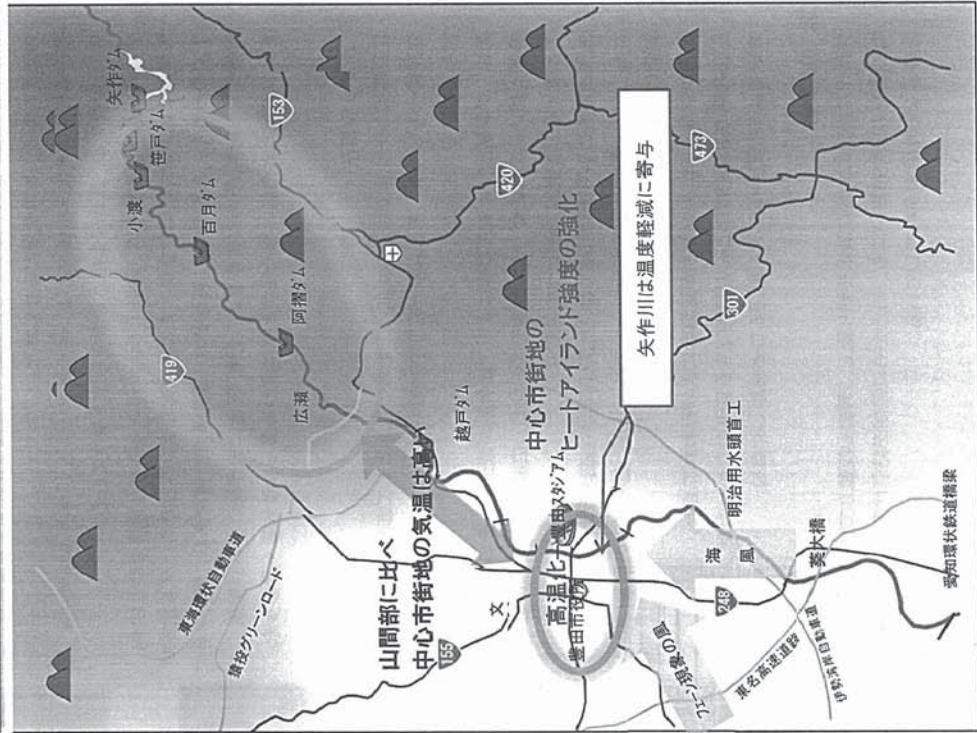 矢作ダム
笹戸ダム
小渡
百月ダム
阿摺ダム
広瀬
越戸ダム
153
419
420
473
301
155
248
東海環状自動車道
猿投グリーンロード
山間部に比べ
中心市街地の気温は高い
中心市街地の
ヒートアイランド強度の強化
矢作川は温度軽減に寄与
文
高温化
豊田スタジアム
豊田市役所
明治用水頭首工
海風
葵大橋
フェーン現象の風
東名高速道路
伊勢湾岸自動車道
愛知環状鉄道橋梁